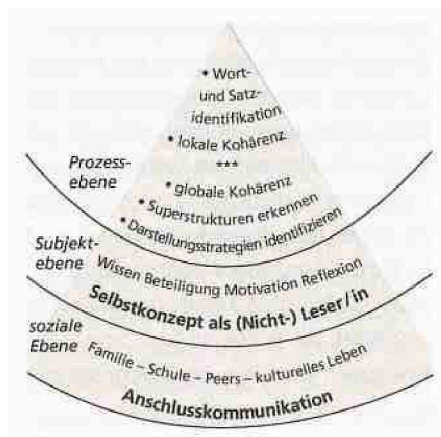 • Wort-
und Satz-
identifikation
• lokale Kohärenz
***
• globale Kohärenz
• Superstrukturen erkennen
• Darstellungsstrategien identifizieren
Prozess-
ebene
Subjekt-
ebene
Wissen Beteiligung Motivation Reflexion
Selbstkonzept als (Nicht-) Leser/in
soziale
Ebene
Familie – Schule – Peers – kulturelles Leben
Anschlusskommunikation